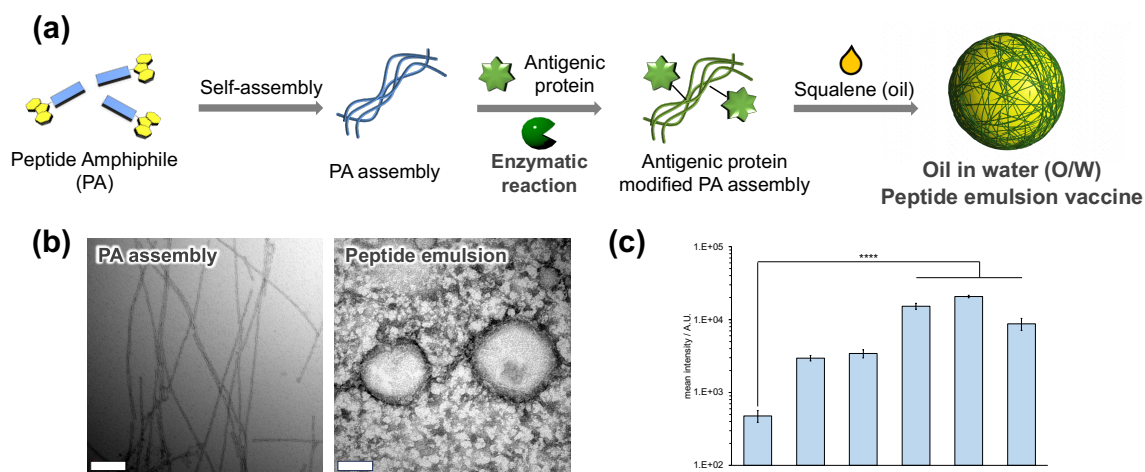 (a)
Self-assembly
Antigenic
protein
Squalene (oil)
Peptide Amphiphile
(PA)
PA assembly
Enzymatic
reaction
Antigenic protein
modified PA assembly
Oil in water (O/W)
Peptide emulsion vaccine
(b)
PA assembly
Peptide emulsion
(c)
1.E+05
****
1.E+04
mean intensity / A.U.
1.E+03
1.E+02